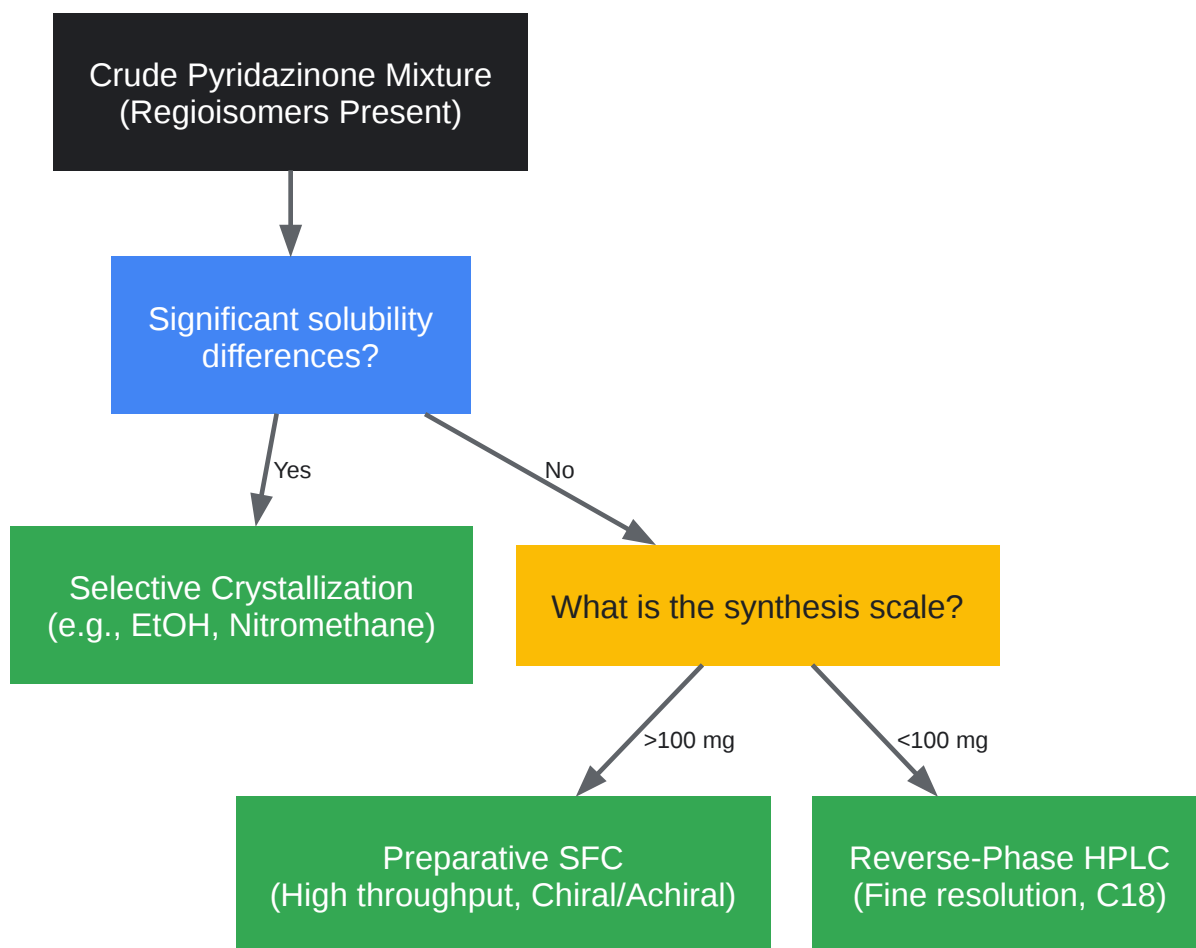 Crude Pyridazinone Mixture
(Regioisomers Present)
Significant solubility
differences?
Yes
No
Selective Crystallization
(e.g., EtOH, Nitromethane)
What is the synthesis scale?
>100 mg
<100 mg
Preparative SFC
(High throughput, Chiral/Achiral)
Reverse-Phase HPLC
(Fine resolution, C18)